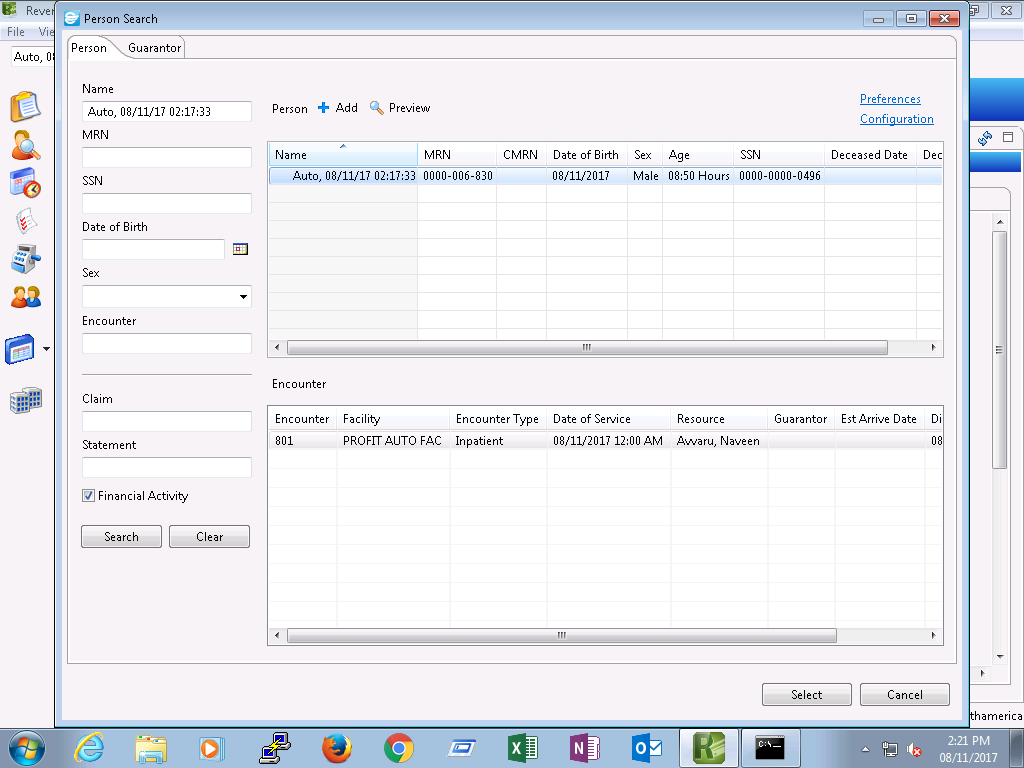 Rever
Person Search
File Vie
Auto, 08
Person
Guarantor
Name
Auto, 08/11/17 02:17:33
MRN
SSN
Date of Birth
Sex
Encounter
Claim
Statement
Financial Activity
Search
Clear
Person
Add
Preview
Preferences
Configuration
Name MRN CMRN Date of Birth Sex Age SSN Deceased Date Dec
Auto, 08/11/17 02:17:33 0000-006-830 08/11/2017 Male 08:50 Hours 0000-0000-0496
Encounter
Encounter Facility Encounter Type Date of Service Resource Guarantor Est Arrive Date Di
801 PROFIT AUTO FAC Inpatient 08/11/2017 12:00 AM Avvaru, Naveen 08
Select
Cancel
thamerica
C:\-
2:21 PM
08/11/2017